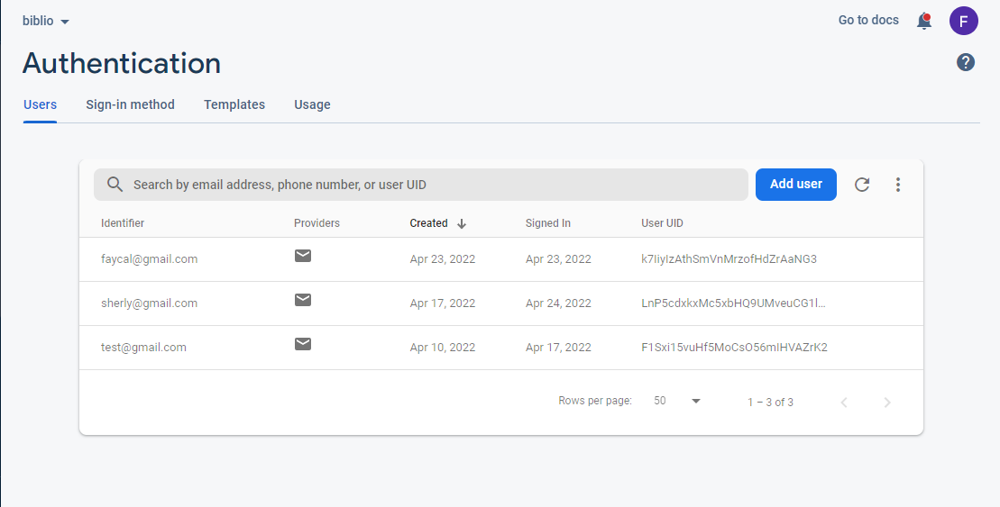 biblio
Go to docs
F
Authentication
?
Users Sign-in method Templates Usage
Search by email address, phone number, or user UID
Add user
Identifier Providers Created Signed In User UID
faycal@gmail.com Apr 23, 2022 Apr 23, 2022 k7IiyIzAthSmVnMrzofHdZrAaNG3
sherly@gmail.com Apr 17, 2022 Apr 24, 2022 LnP5cdxkxMc5xbHQ9UMveuCG1l...
test@gmail.com Apr 10, 2022 Apr 17, 2022 F1Sxi15vuHf5MoCsO56mIHVAZrK2
Rows per page: 50 1 – 3 of 3